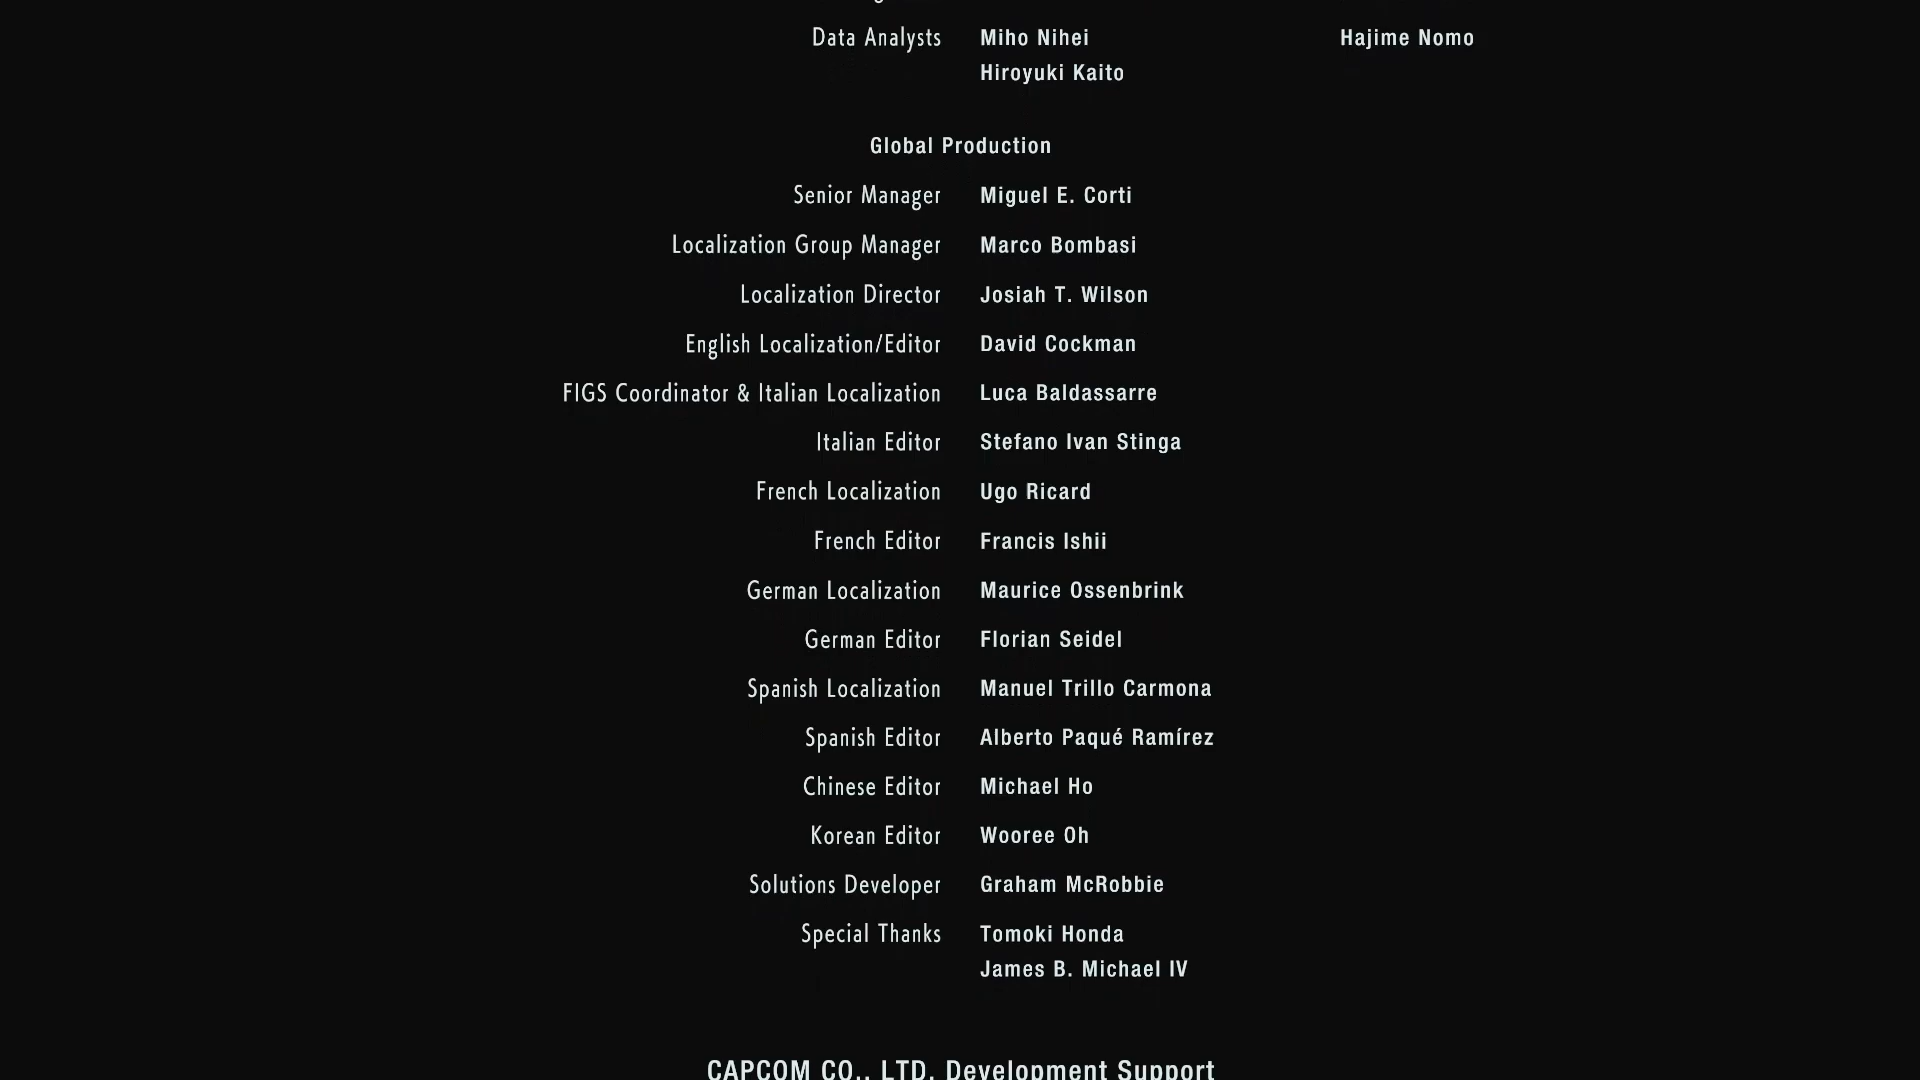 Data Analysts Miho Nihei Hajime Nomo
Hiroyuki Kaito
Global Production
Senior Manager Miguel E. Corti
Localization Group Manager Marco Bombasi
Localization Director Josiah T. Wilson
English Localization/Editor David Cockman
FIGS Coordinator & Italian Localization Luca Baldassarre
Italian Editor Stefano Ivan Stinga
French Localization Ugo Ricard
French Editor Francis Ishii
German Localization Maurice Ossenbrink
German Editor Florian Seidel
Spanish Localization Manuel Trillo Carmona
Spanish Editor Alberto Paqué Ramírez
Chinese Editor Michael Ho
Korean Editor Wooree Oh
Solutions Developer Graham McRobbie
Special Thanks Tomoki Honda
James B. Michael IV
CAPCOM CO., LTD. Development Support